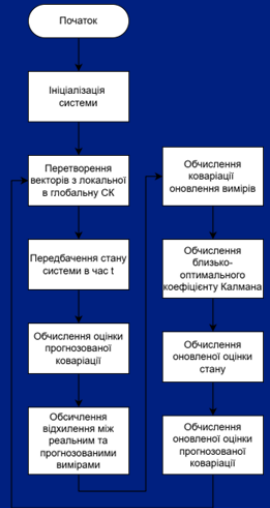 Початок
Ініціалізація
системи
Перетворення
векторів з локальної
в глобальну СК
Передбачення стану
системи в час t
Обчислення оцінки
прогнозованої
коваріації
Обсичлення
відхилення між
реальним та
прогнозованими
вимірами
Обчислення
коваріації
оновлення вимірів
Обчислення
близько-
оптимального
коефіцієнту Калмана
Обчислення
оновленої оцінки
стану
Обчислення
оновленої оцінки
прогнозованої
коваріації